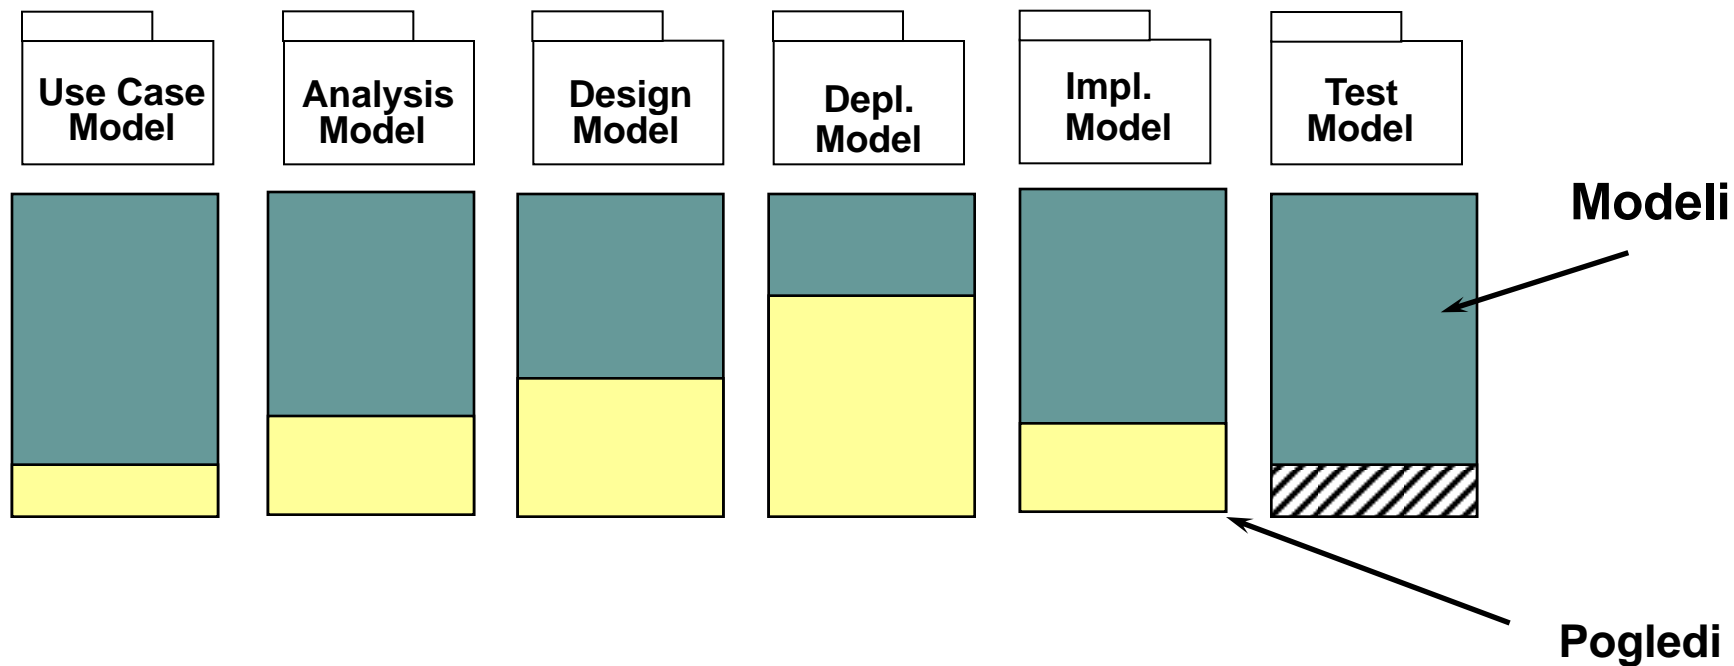 Use Case
Model
Analysis
Model
Design
Model
Depl.
Model
Impl.
Model
Test
Model
Modeli
Pogledi